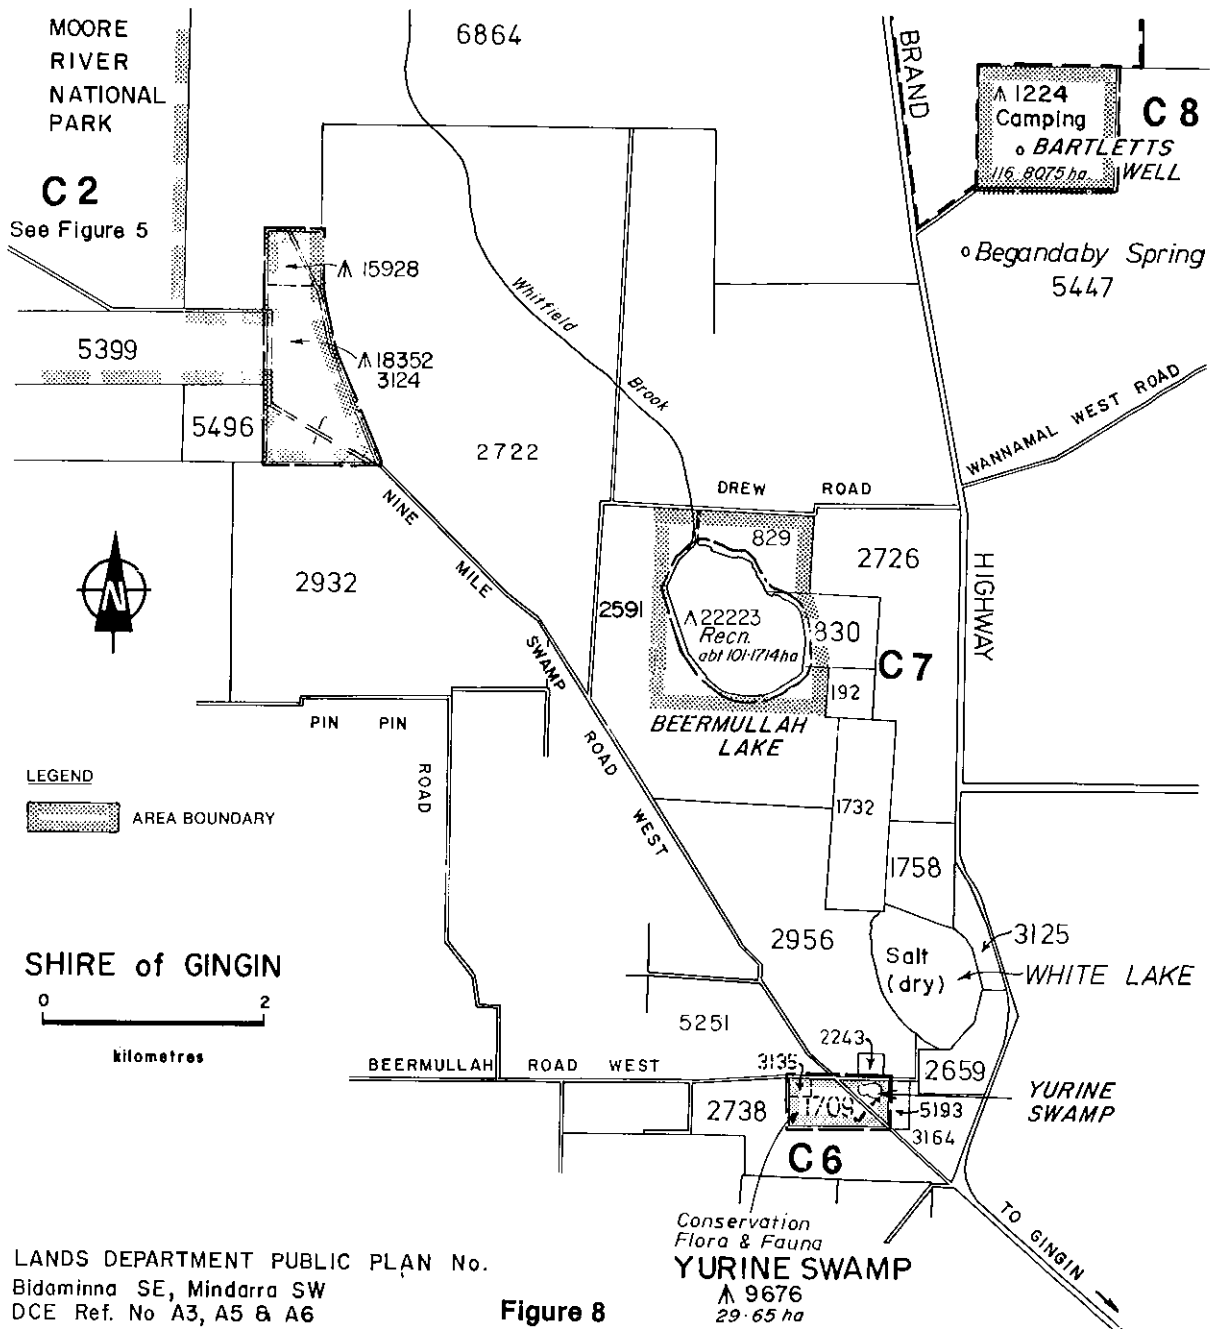 MOORE
RIVER
NATIONAL
PARK
C 2
See Figure 5
6864
BRAND
⩚ 1224
Camping
BARTLETTS
WELL
116.8075 ha
C 8
Begandaby Spring
5447
⩚ 15928
Whitfield
Brook
5399
⩚ 18352
3124
5496
2722
WANNAMAL WEST ROAD
DREW ROAD
NINE
MILE
SWAMP
ROAD
WEST
829
2726
HIGHWAY
N
2932
2591
⩚ 22223
Recn.
abt 101.1714 ha
830
C 7
192
BEERMULLAH
LAKE
PIN PIN
ROAD
LEGEND
AREA BOUNDARY
1732
1758
SHIRE of GINGIN
0 2
kilometres
2956
Salt
(dry)
3125
WHITE LAKE
5251
2243
BEERMULLAH ROAD WEST
3135
2659
2738
1709
5193
3164
YURINE
SWAMP
C 6
TO GINGIN
Conservation
Flora & Fauna
YURINE SWAMP
⩚ 9676
29.65 ha
LANDS DEPARTMENT PUBLIC PLAN No.
Bidaminna SE, Mindarra SW
DCE Ref. No A3, A5 & A6
Figure 8